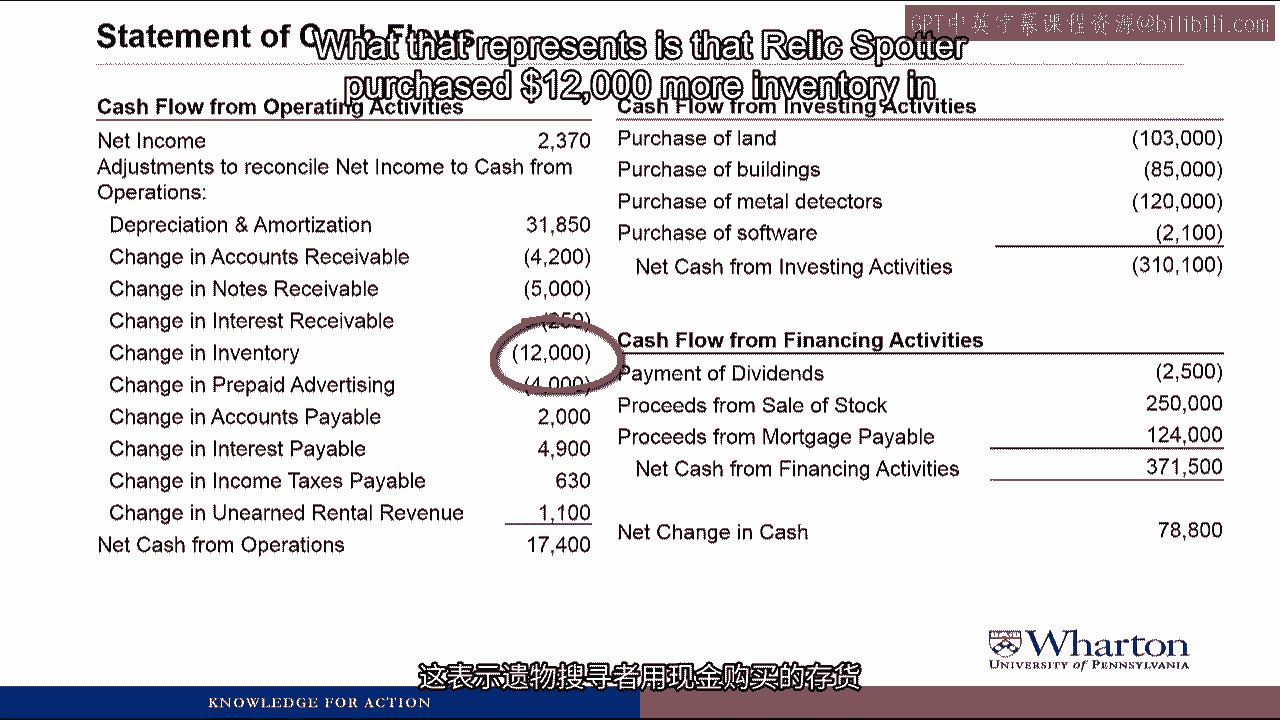 GPT中英字幕课程资源@bilibili.com
Statement of Cash Flows
What that represents is that Relic Spotter
purchased $12,000 more inventory in
Cash Flow from Operating Activities
Net Income 2,370
Adjustments to reconcile Net Income to Cash from
Operations:
Depreciation & Amortization 31,850
Change in Accounts Receivable (4,200)
Change in Notes Receivable (5,000)
Change in Interest Receivable (250)
Change in Inventory (12,000)
Change in Prepaid Advertising (4,000)
Change in Accounts Payable 2,000
Change in Interest Payable 4,900
Change in Income Taxes Payable 630
Change in Unearned Rental Revenue 1,100
Net Cash from Operations 17,400
Cash Flow from Investing Activities
Purchase of land (103,000)
Purchase of buildings (85,000)
Purchase of metal detectors (120,000)
Purchase of software (2,100)
Net Cash from Investing Activities (310,100)
Cash Flow from Financing Activities
Payment of Dividends (2,500)
Proceeds from Sale of Stock 250,000
Proceeds from Mortgage Payable 124,000
Net Cash from Financing Activities 371,500
Net Change in Cash 78,800
Wharton
UNIVERSITY of PENNSYLVANIA
这表示遗物搜寻者用现金购买的存货
KNOWLEDGE FOR ACTION